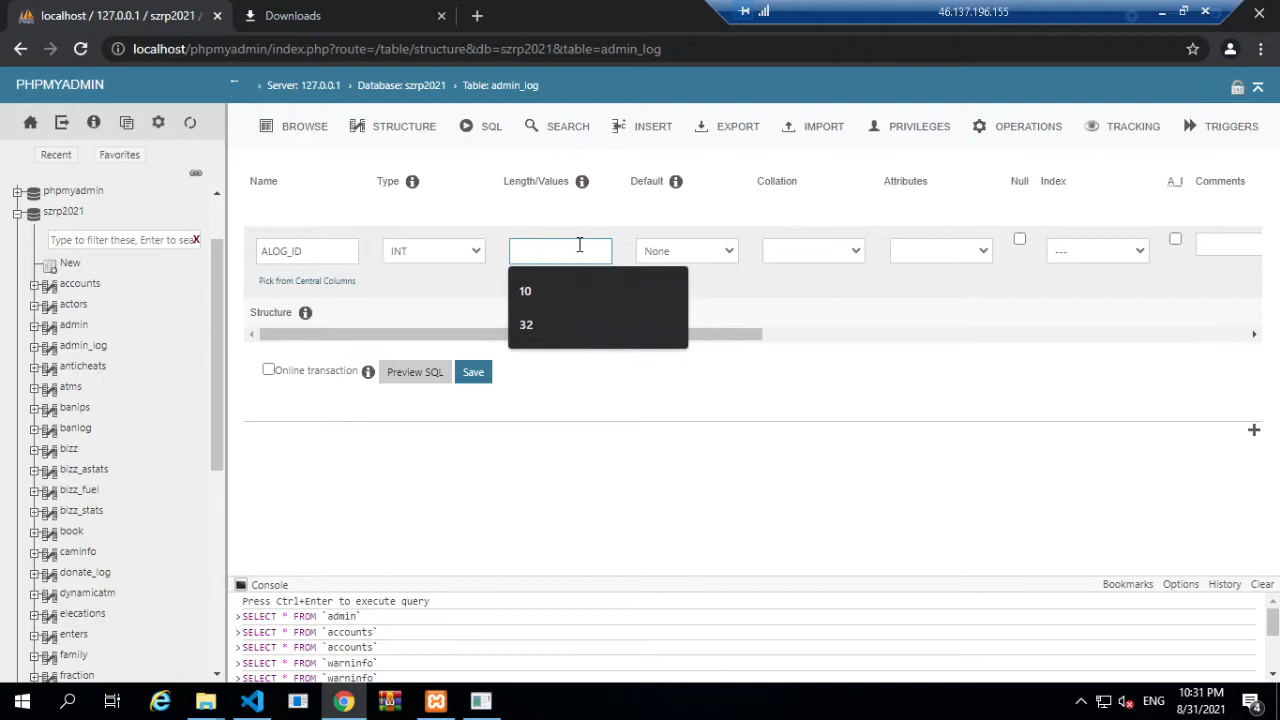 localhost / 127.0.0.1 / szrp2021
Downloads
46.137.196.155
localhost/phpmyadmin/index.php?route=/table/structure&db=szrp2021&table=admin_log
PHPMYADMIN
Server: 127.0.0.1 › Database: szrp2021 › Table: admin_log
BROWSE STRUCTURE SQL SEARCH INSERT EXPORT IMPORT PRIVILEGES OPERATIONS TRACKING TRIGGERS
Recent Favorites
phpmyadmin
szrp2021
Type to filter these, Enter to sea X
New
accounts
actors
admin
admin_log
anticheats
atms
banips
banlog
bizz
bizz_astats
bizz_fuel
bizz_stats
book
caminfo
donate_log
dynamicatm
elecations
enters
family
fraction
Name Type Length/Values Default Collation Attributes Null Index A_I Comments
ALOG_ID INT None ---
Pick from Central Columns
10
32
Structure
Online transaction Preview SQL Save
Console Bookmarks Options History Clear
Press Ctrl+Enter to execute query
>SELECT * FROM `admin`
>SELECT * FROM `accounts`
>SELECT * FROM `accounts`
>SELECT * FROM `warninfo`
>SELECT * FROM `warninfo`
ENG
10:31 PM
8/31/2021
4